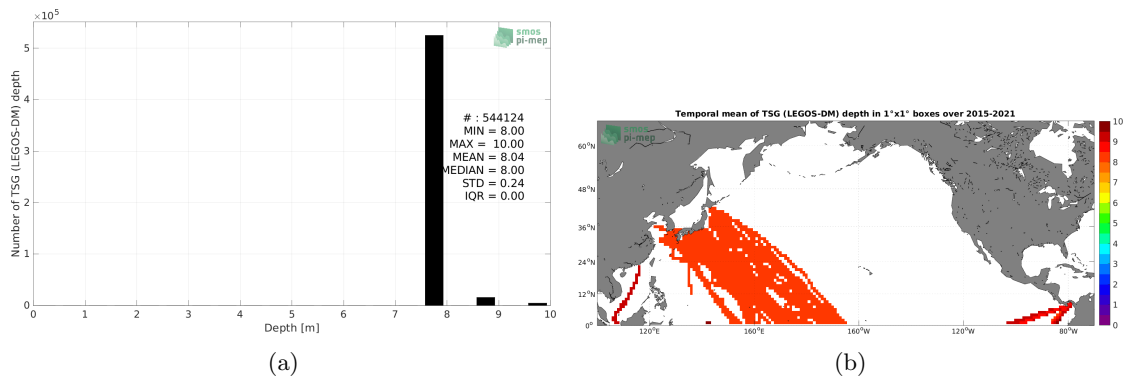 ×10⁵
smos
pi-mep
5
4
3
2
1
0
Number of TSG (LEGOS-DM) depth
# : 544124
MIN = 8.00
MAX = 10.00
MEAN = 8.04
MEDIAN = 8.00
STD = 0.24
IQR = 0.00
0 1 2 3 4 5 6 7 8 9 10
Depth [m]
(a)
Temporal mean of TSG (LEGOS-DM) depth in 1°x1° boxes over 2015-2021
smos
pi-mep
60°N
48°N
36°N
24°N
12°N
0°
120°E 160°E 160°W 120°W 80°W
10
9
8
7
6
5
4
3
2
1
0
(b)